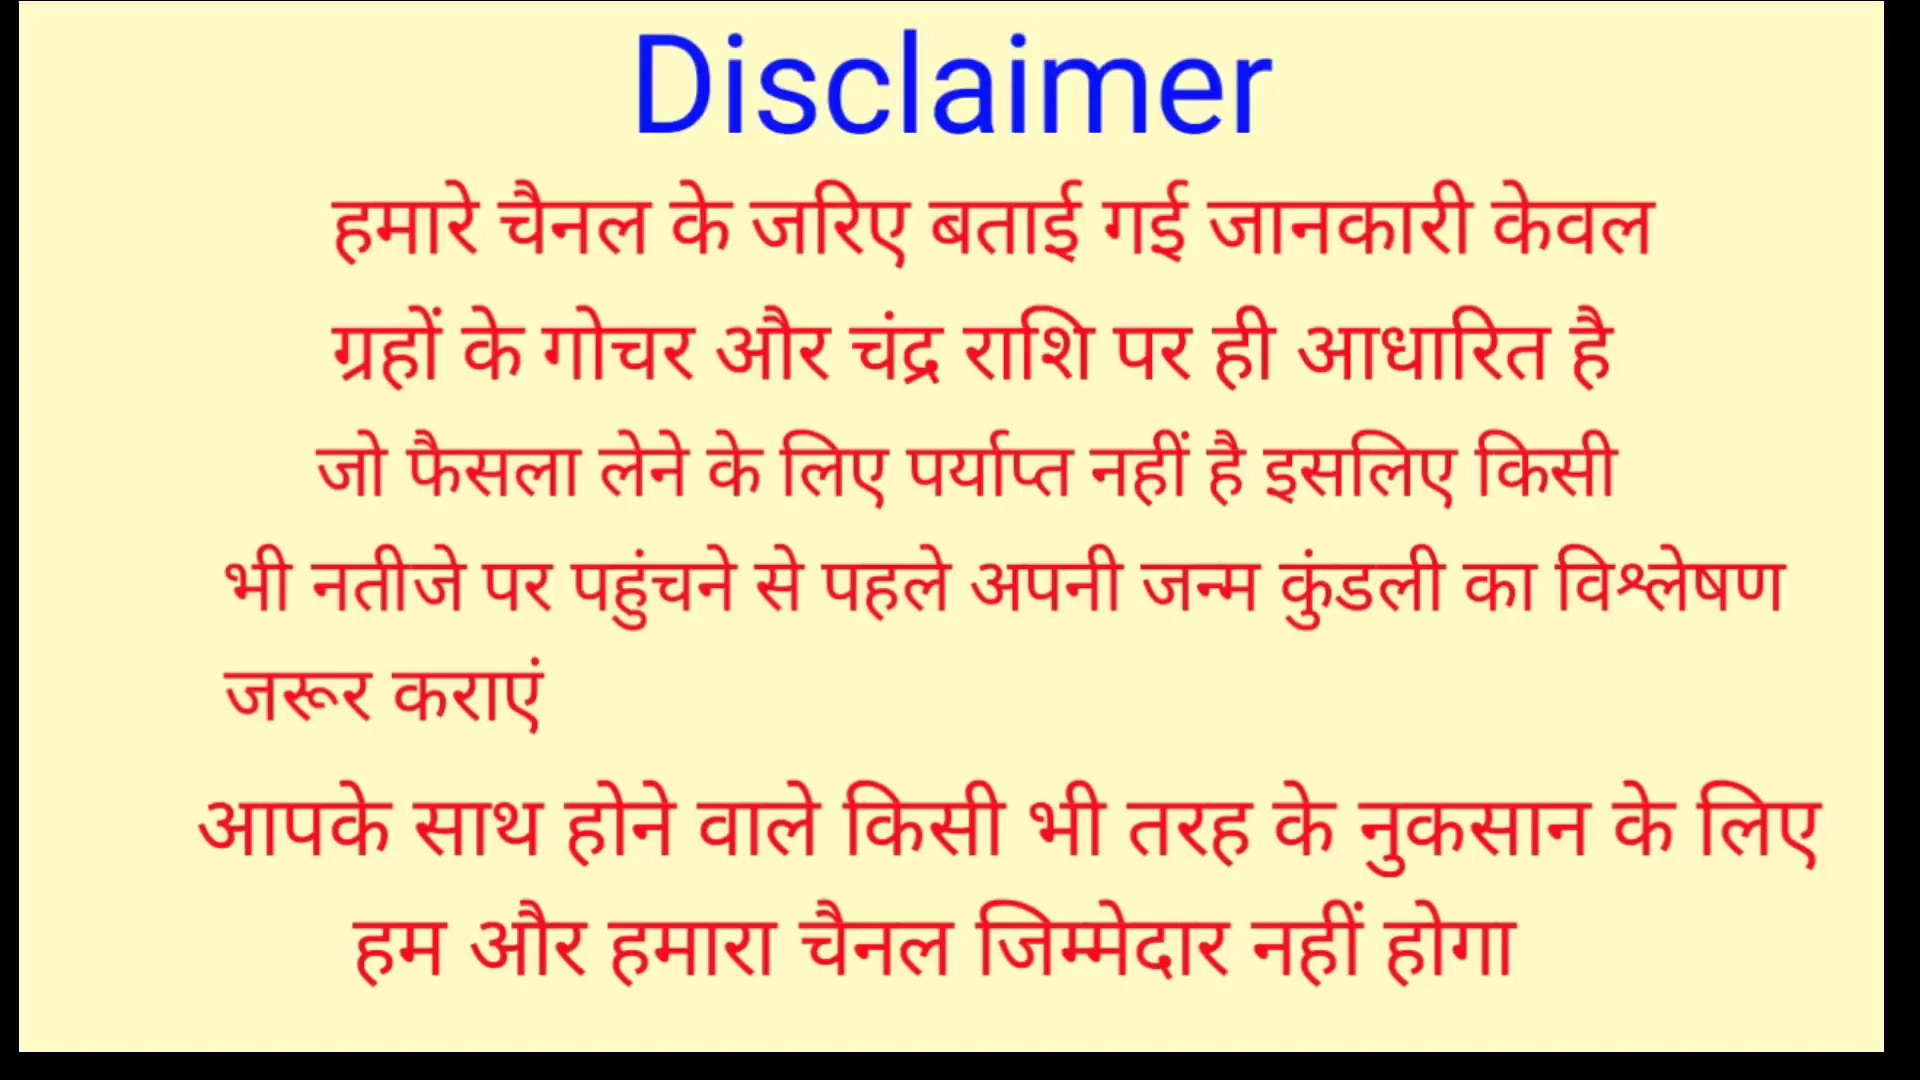 Disclaimer
हमारे चैनल के जरिए बताई गई जानकारी केवल
ग्रहों के गोचर और चंद्र राशि पर ही आधारित है
जो फैसला लेने के लिए पर्याप्त नहीं है इसलिए किसी
भी नतीजे पर पहुंचने से पहले अपनी जन्म कुंडली का विश्लेषण
जरूर कराएं
आपके साथ होने वाले किसी भी तरह के नुकसान के लिए
हम और हमारा चैनल जिम्मेदार नहीं होगा